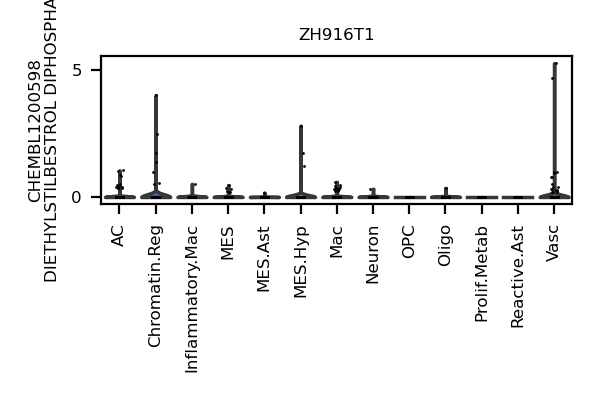 ZH916T1
CHEMBL1200598
DIETHYLSTILBESTROL DIPHOSPHA
5
0
AC
Chromatin.Reg
Inflammatory.Mac
MES
MES.Ast
MES.Hyp
Mac
Neuron
OPC
Oligo
Prolif.Metab
Reactive.Ast
Vasc